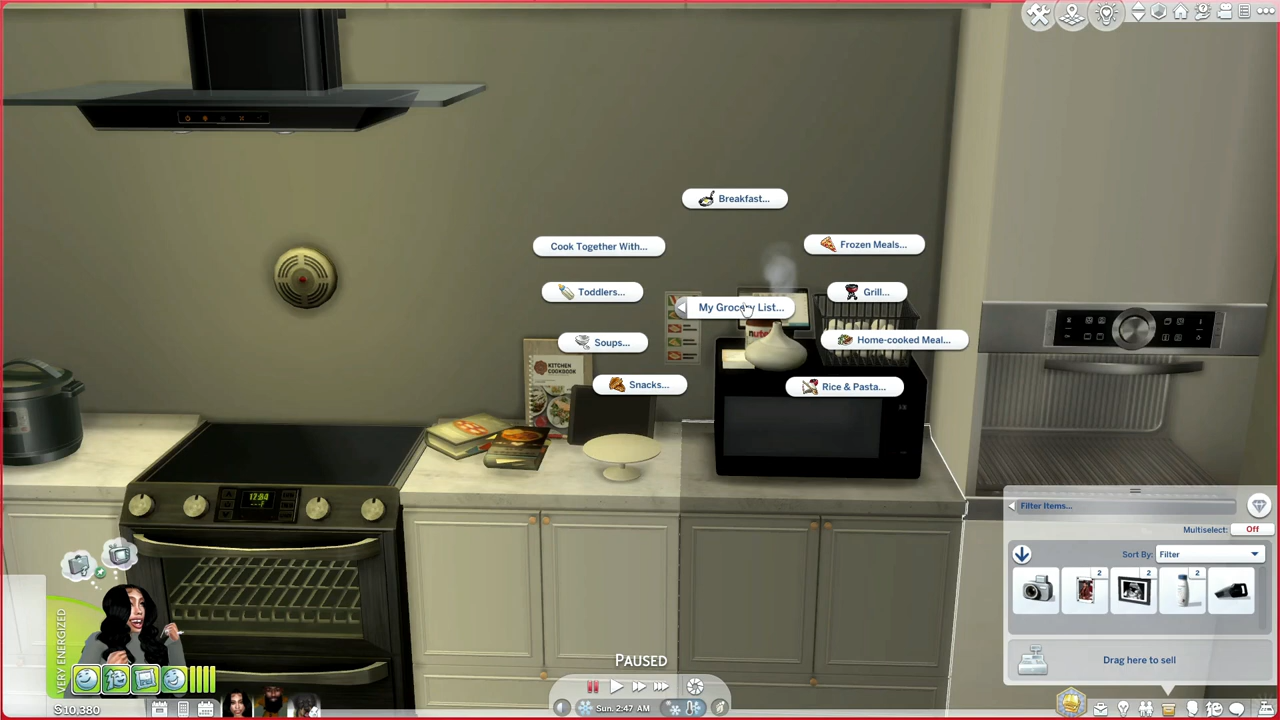 Breakfast...
Cook Together With...
Frozen Meals...
Toddlers...
Grill...
My Grocery List...
Soups...
Home-cooked Meal...
Snacks...
Rice & Pasta...
KITCHEN
COOKBOOK
nute
Filter Items...
Multiselect: Off
Sort By: Filter
2
2
2
Drag here to sell
VERY ENERGIZED
PAUSED
§10,380
Sun. 2:47 AM